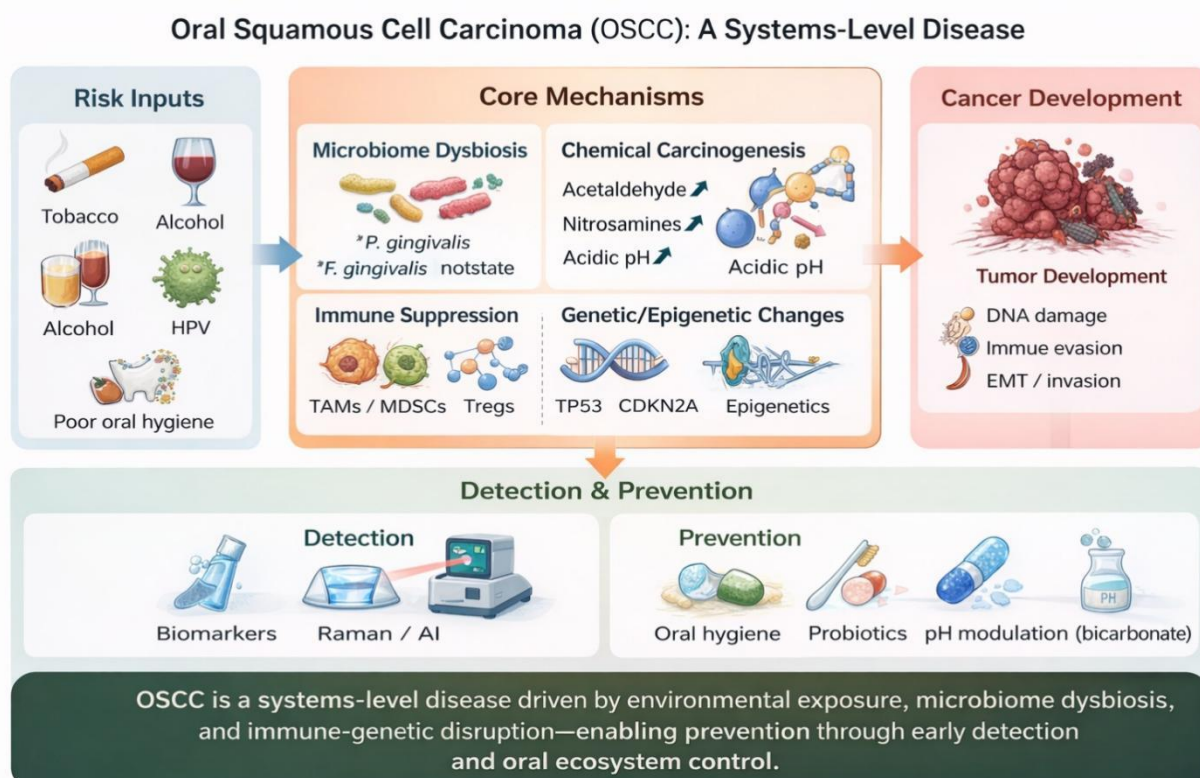 Oral Squamous Cell Carcinoma (OSCC): A Systems-Level Disease
Risk Inputs
Tobacco
Alcohol
Alcohol
HPV
Poor oral hygiene
Core Mechanisms
Microbiome Dysbiosis
*P. gingivalis
*F. gingivalis notstate
Chemical Carcinogenesis
Acetaldehyde
Nitrosamines
Acidic pH
Acidic pH
Immune Suppression
TAMs / MDSCs
Tregs
Genetic/Epigenetic Changes
TP53
CDKN2A
Epigenetics
Cancer Development
Tumor Development
DNA damage
Immue evasion
EMT / invasion
Detection & Prevention
Detection
Biomarkers
Raman / AI
Prevention
Oral hygiene
Probiotics
pH modulation (bicarbonate)
PH
OSCC is a systems-level disease driven by environmental exposure, microbiome dysbiosis,
and immune-genetic disruption—enabling prevention through early detection
and oral ecosystem control.